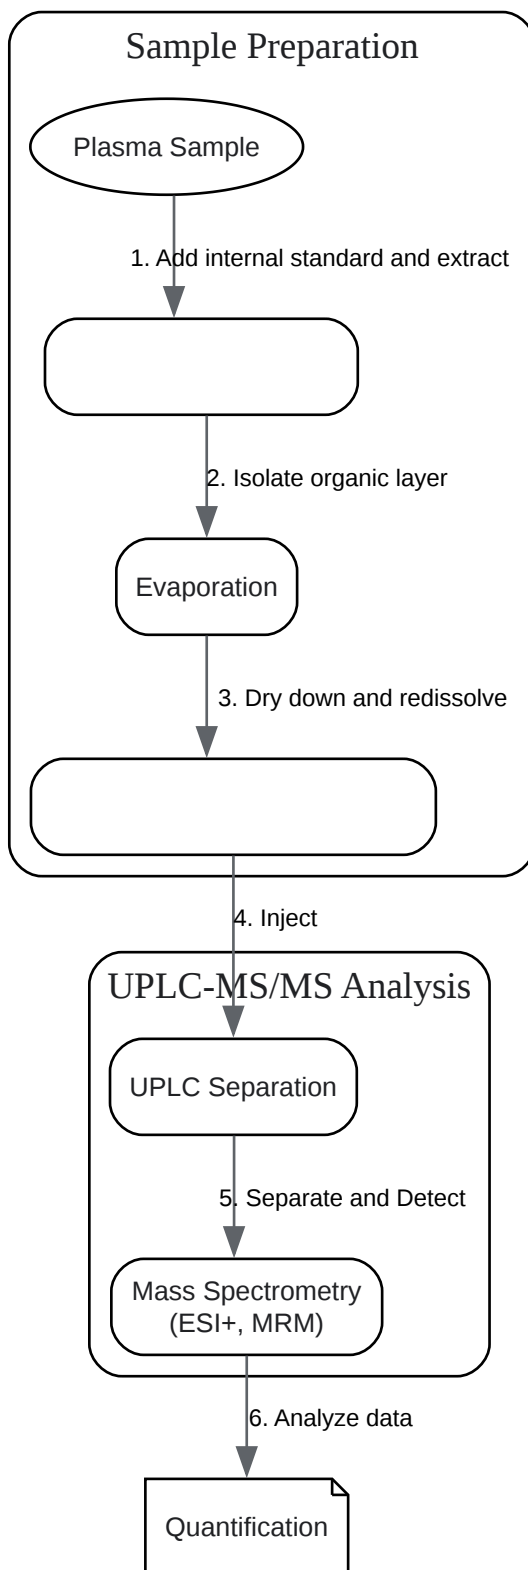 Sample Preparation
Plasma Sample
1. Add internal standard and extract
2. Isolate organic layer
Evaporation
3. Dry down and redissolve
4. Inject
UPLC-MS/MS Analysis
UPLC Separation
5. Separate and Detect
Mass Spectrometry
(ESI+, MRM)
6. Analyze data
Quantification